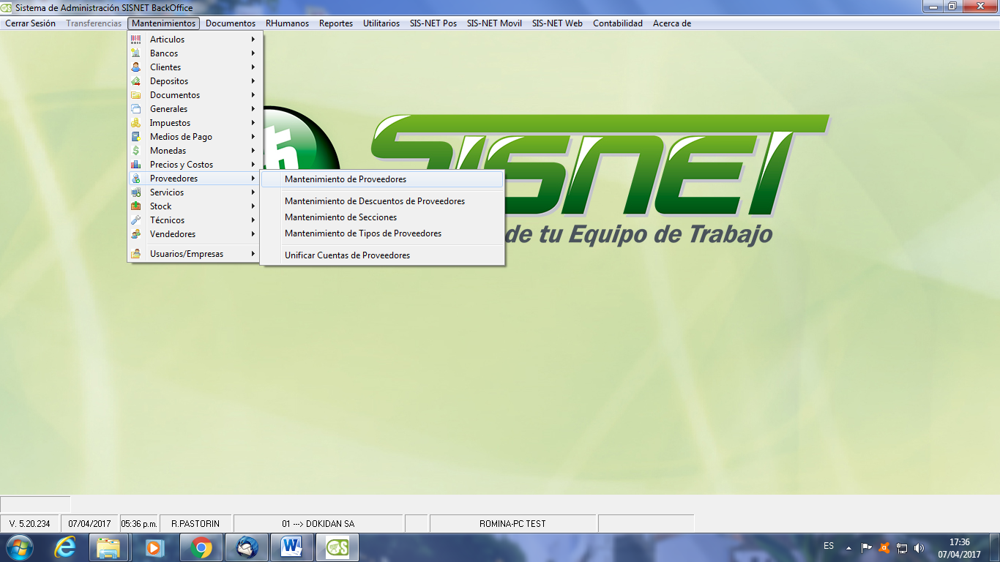 Sistema de Administración SISNET BackOffice
Cerrar Sesión Transferencias Mantenimientos Documentos RHumanos Reportes Utilitarios SIS-NET Pos SIS-NET Movil SIS-NET Web Contabilidad Acerca de
Articulos
Bancos
Clientes
Depositos
Documentos
Generales
Impuestos
Medios de Pago
Monedas
Precios y Costos
Proveedores
Servicios
Stock
Técnicos
Vendedores
Usuarios/Empresas
Mantenimiento de Proveedores
Mantenimiento de Descuentos de Proveedores
Mantenimiento de Secciones
Mantenimiento de Tipos de Proveedores
Unificar Cuentas de Proveedores
SISNET
de tu Equipo de Trabajo
V. 5.20.234 07/04/2017 05:36 p.m. R.PASTORIN 01 ---> DOKIDAN SA ROMINA-PC TEST
ES 17:36
07/04/2017